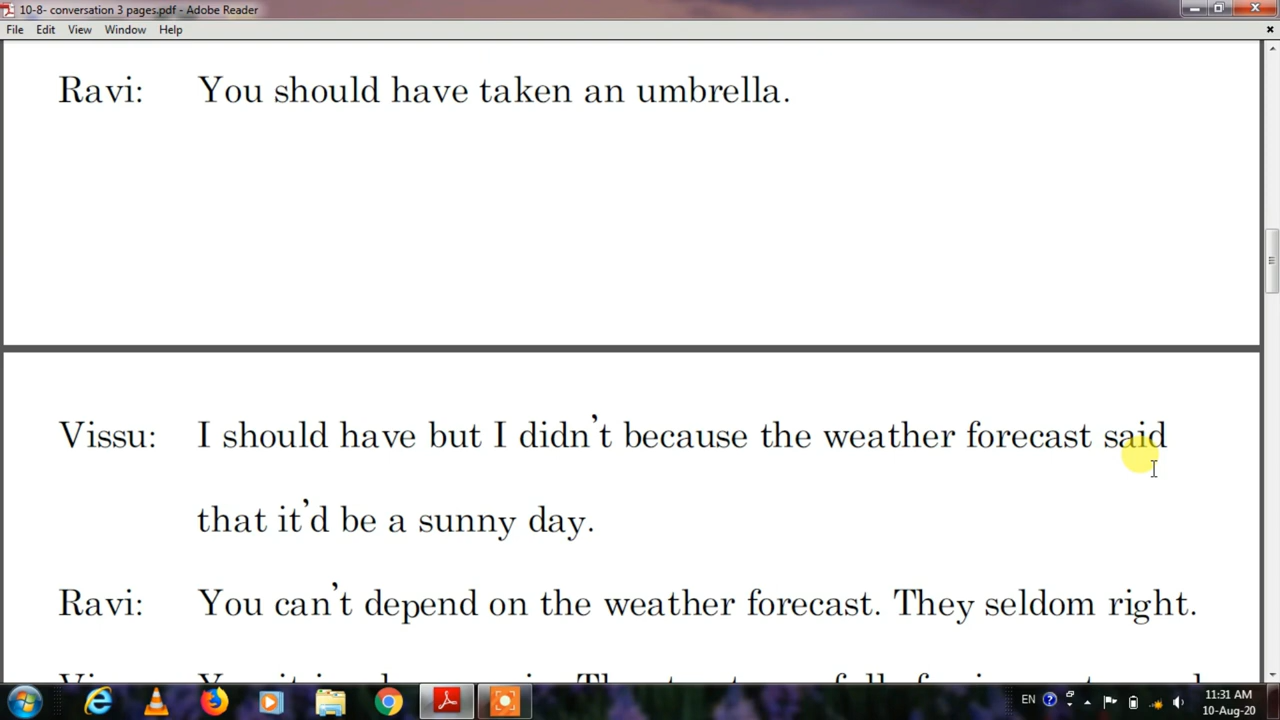 10-8- conversation 3 pages.pdf - Adobe Reader
File Edit View Window Help
Ravi: You should have taken an umbrella.
Vissu: I should have but I didn't because the weather forecast said
that it'd be a sunny day.
Ravi: You can't depend on the weather forecast. They seldom right.
EN
11:31 AM
10-Aug-20